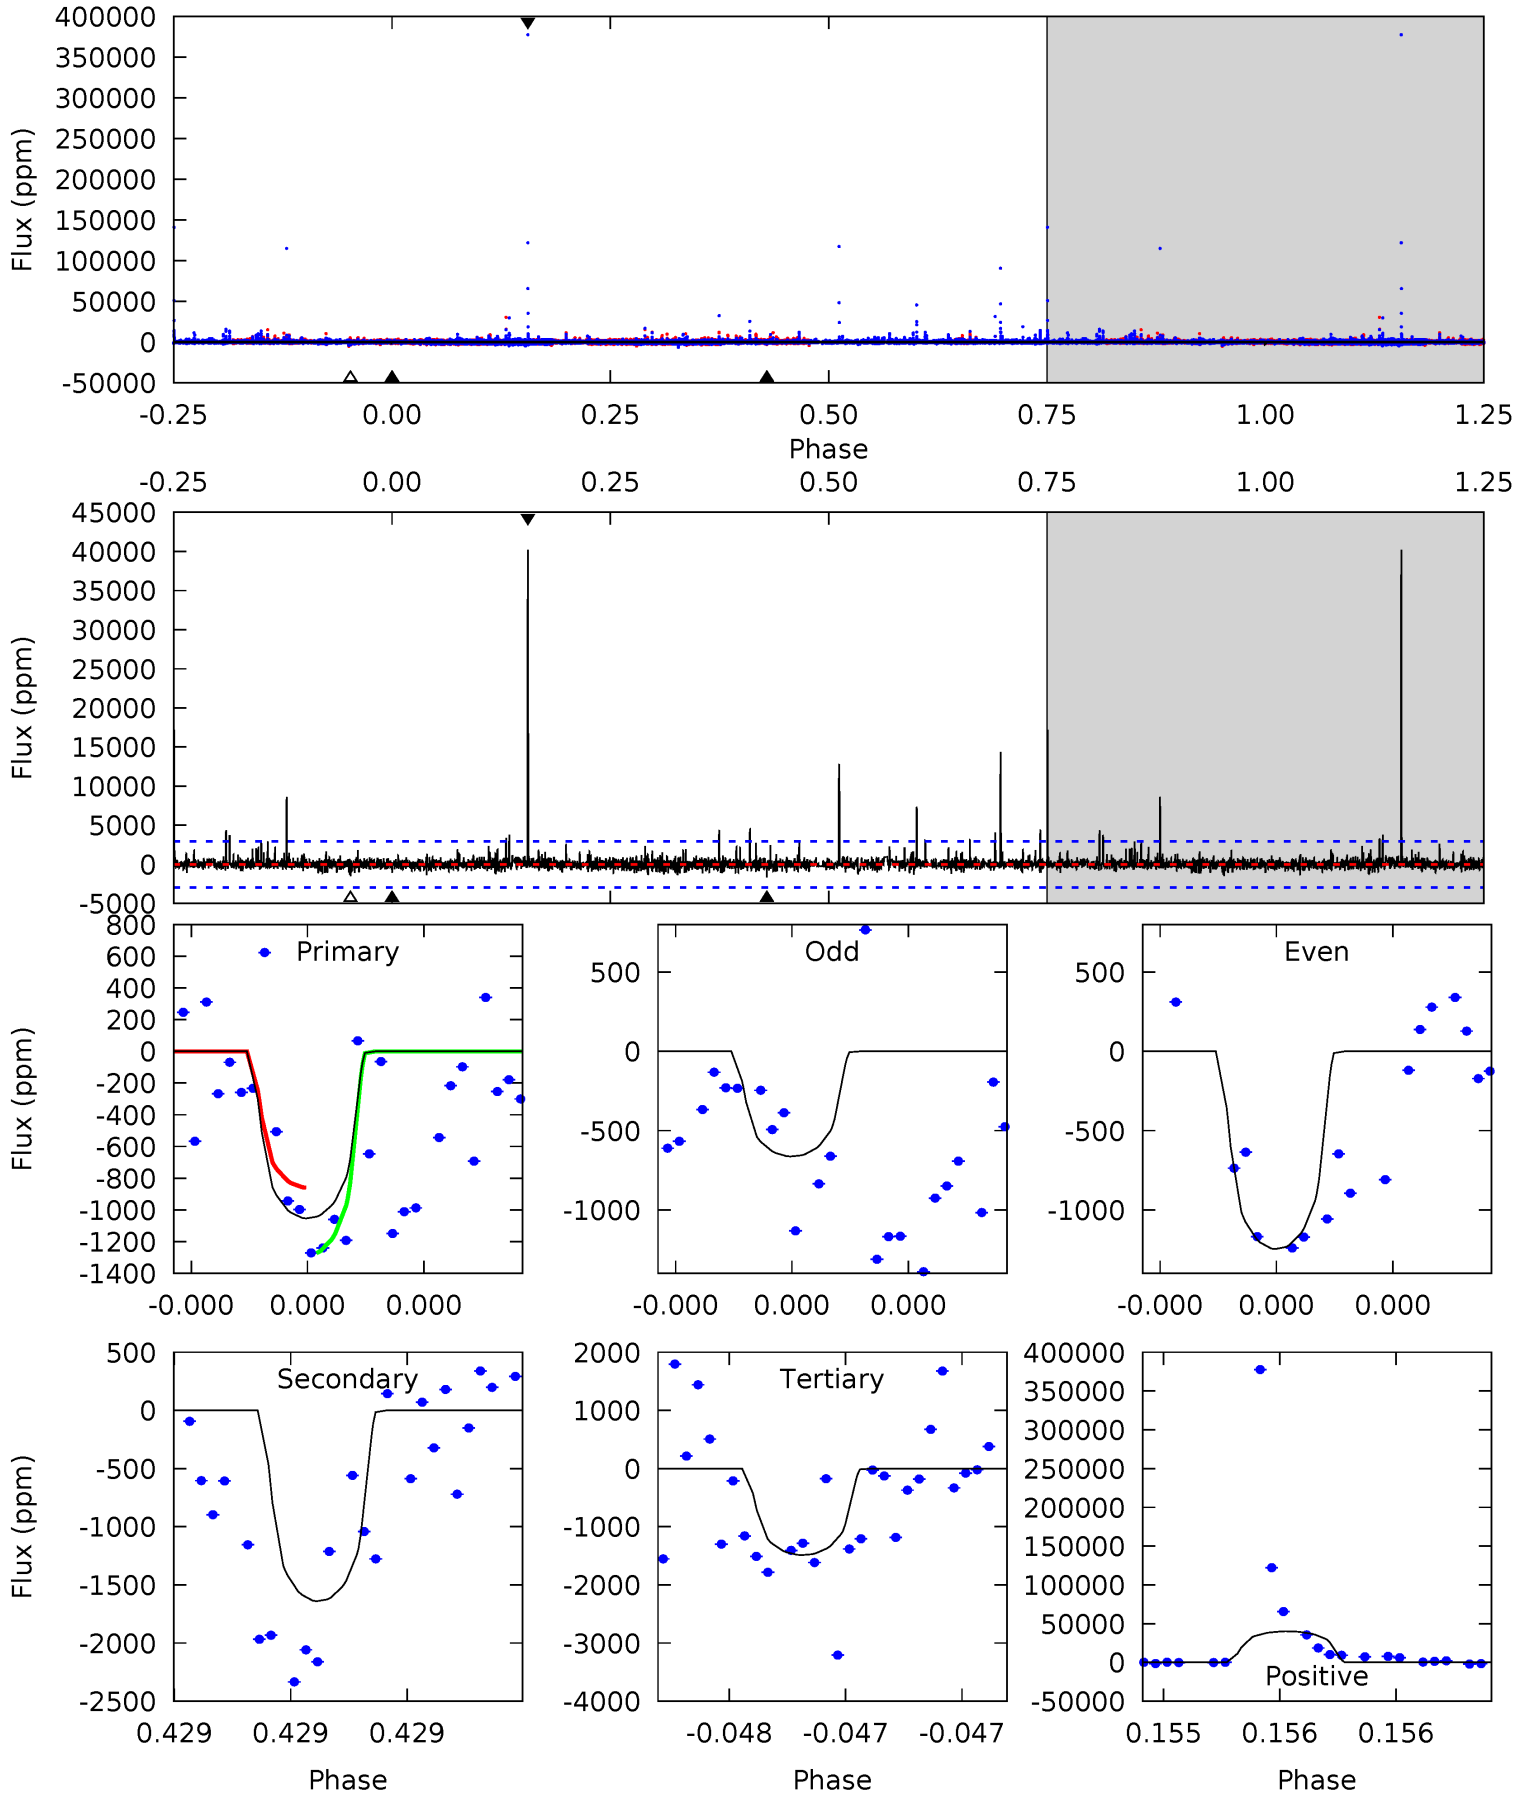 400000
350000
300000
250000
200000
150000
100000
50000
0
-50000
Flux (ppm)
-0.25 0.00 0.25 0.50 0.75 1.00 1.25
Phase
-0.25 0.00 0.25 0.50 0.75 1.00 1.25
45000
40000
35000
30000
25000
20000
15000
10000
5000
0
-5000
Flux (ppm)
800
600
400
200
0
-200
-400
-600
-800
-1000
-1200
-1400
Flux (ppm)
Primary
-0.000 0.000 0.000
500
0
-500
-1000
Odd
-0.000 0.000 0.000
500
0
-500
-1000
Even
-0.000 0.000 0.000
500
0
-500
-1000
-1500
-2000
-2500
Flux (ppm)
Secondary
0.429 0.429 0.429
Phase
2000
1000
0
-1000
-2000
-3000
-4000
Tertiary
-0.048 -0.047 -0.047
Phase
400000
350000
300000
250000
200000
150000
100000
50000
0
-50000
Positive
0.155 0.156 0.156
Phase